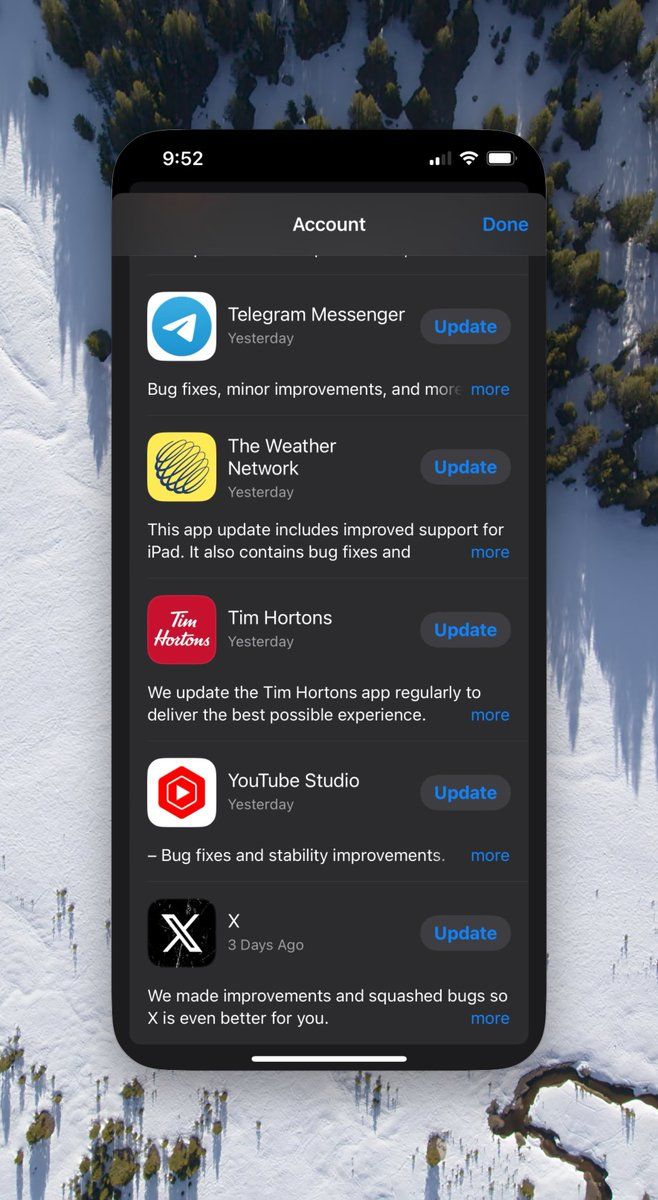 9:52
Account
Done
Telegram Messenger
Yesterday
Update
Bug fixes, minor improvements, and more
more
The Weather
Network
Yesterday
Update
This app update includes improved support for
iPad. It also contains bug fixes and
more
Tim
Hortons
Tim Hortons
Yesterday
Update
We update the Tim Hortons app regularly to
deliver the best possible experience.
more
YouTube Studio
Yesterday
Update
– Bug fixes and stability improvements.
more
X
X
3 Days Ago
Update
We made improvements and squashed bugs so
X is even better for you.
more